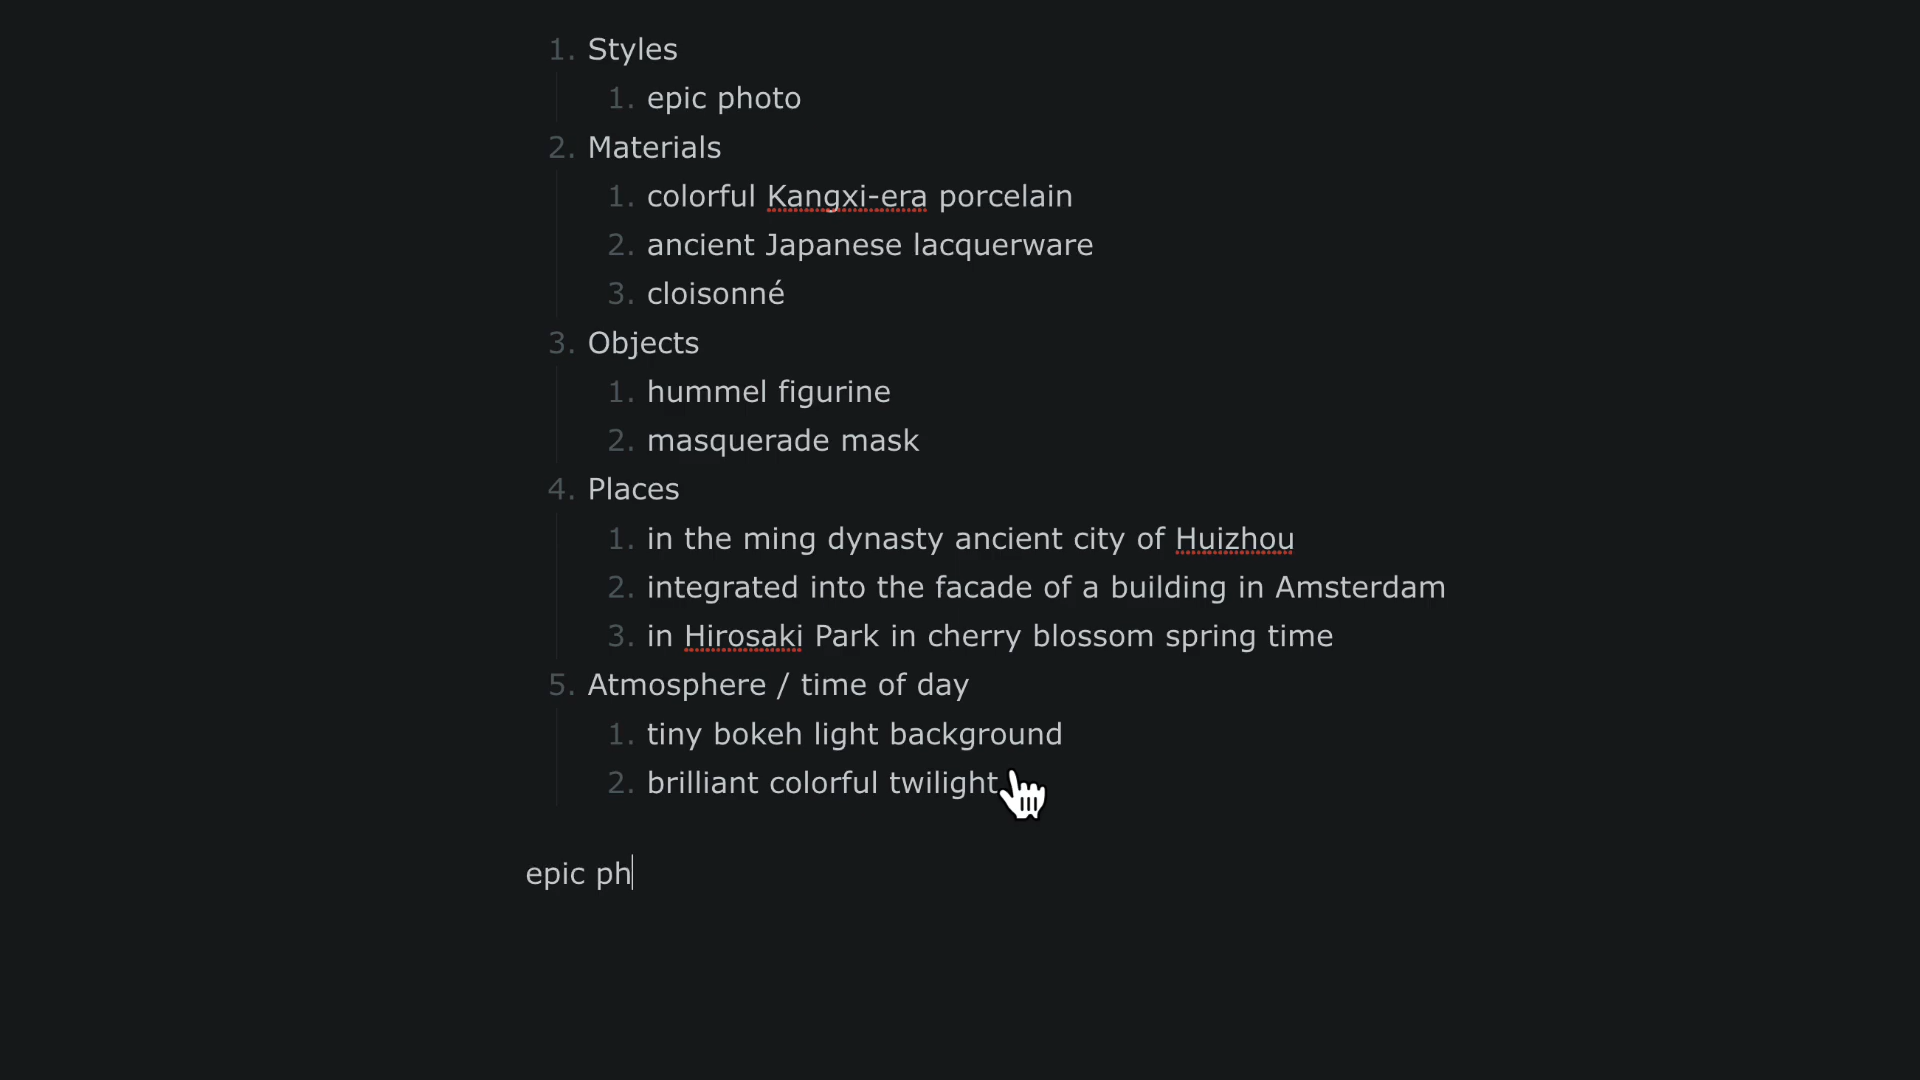 1. Styles
1. epic photo
2. Materials
1. colorful Kangxi-era porcelain
2. ancient Japanese lacquerware
3. cloisonné
3. Objects
1. hummel figurine
2. masquerade mask
4. Places
1. in the ming dynasty ancient city of Huizhou
2. integrated into the facade of a building in Amsterdam
3. in Hirosaki Park in cherry blossom spring time
5. Atmosphere / time of day
1. tiny bokeh light background
2. brilliant colorful twilight
epic ph